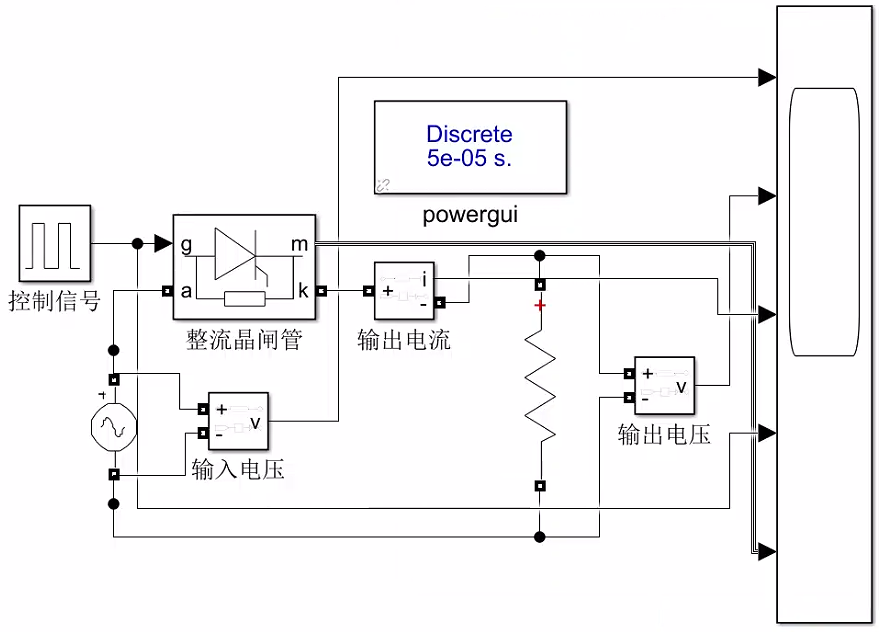 Discrete
5e-05 s.
powergui
g
m
a
k
控制信号
整流晶闸管
+
i
-
输出电流
+
+
-
v
输入电压
+
+
-
v
输出电压